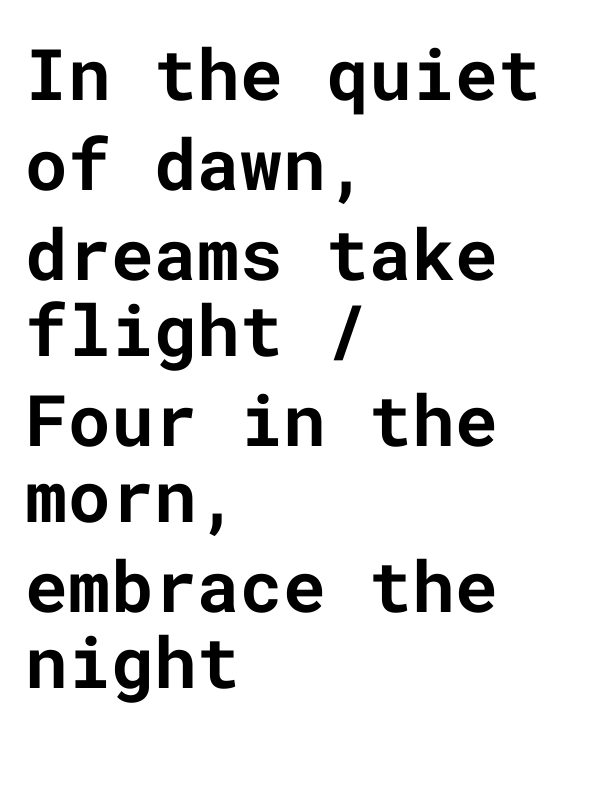 In the quiet
of dawn,
dreams take
flight /
Four in the
morn,
embrace the
night